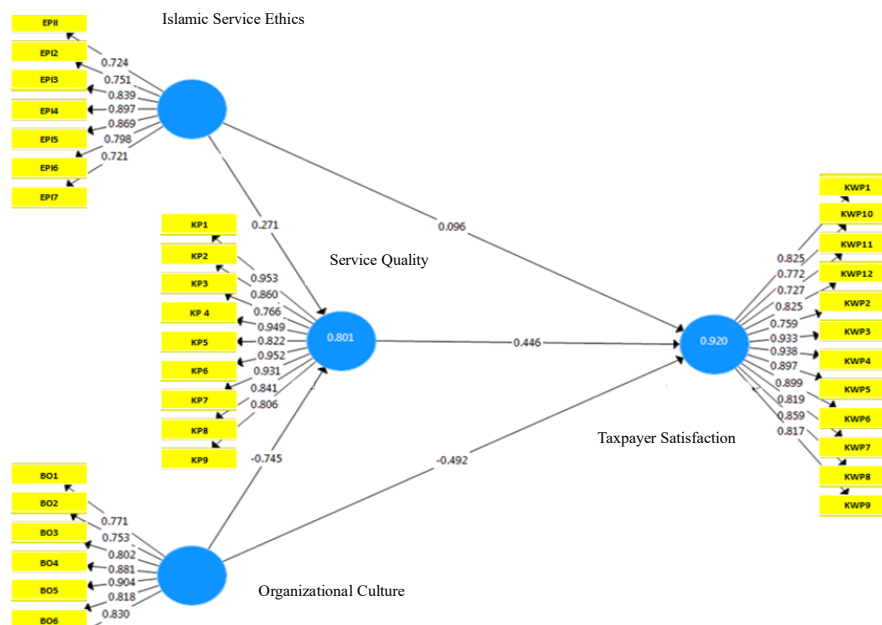 Islamic Service Ethics
EPII
EPI2
EPI3
EPI4
EPI5
EPI6
EPI7
0.724
0.751
0.839
0.897
0.869
0.798
0.721
0.271
0.096
KP1
KP2
KP3
KP 4
KP5
KP6
KP7
KP8
KP9
0.953
0.860
0.766
0.949
0.822
0.952
0.931
0.841
0.806
Service Quality
0.801
0.446
0.920
KWP1
KWP10
KWP11
KWP12
KWP2
KWP3
KWP4
KWP5
KWP6
KWP7
KWP8
KWP9
0.825
0.772
0.727
0.825
0.759
0.933
0.938
0.897
0.899
0.819
0.859
0.817
Taxpayer Satisfaction
-0.745
-0.492
BO1
BO2
BO3
BO4
BO5
BO6
0.771
0.753
0.802
0.881
0.904
0.818
0.830
Organizational Culture